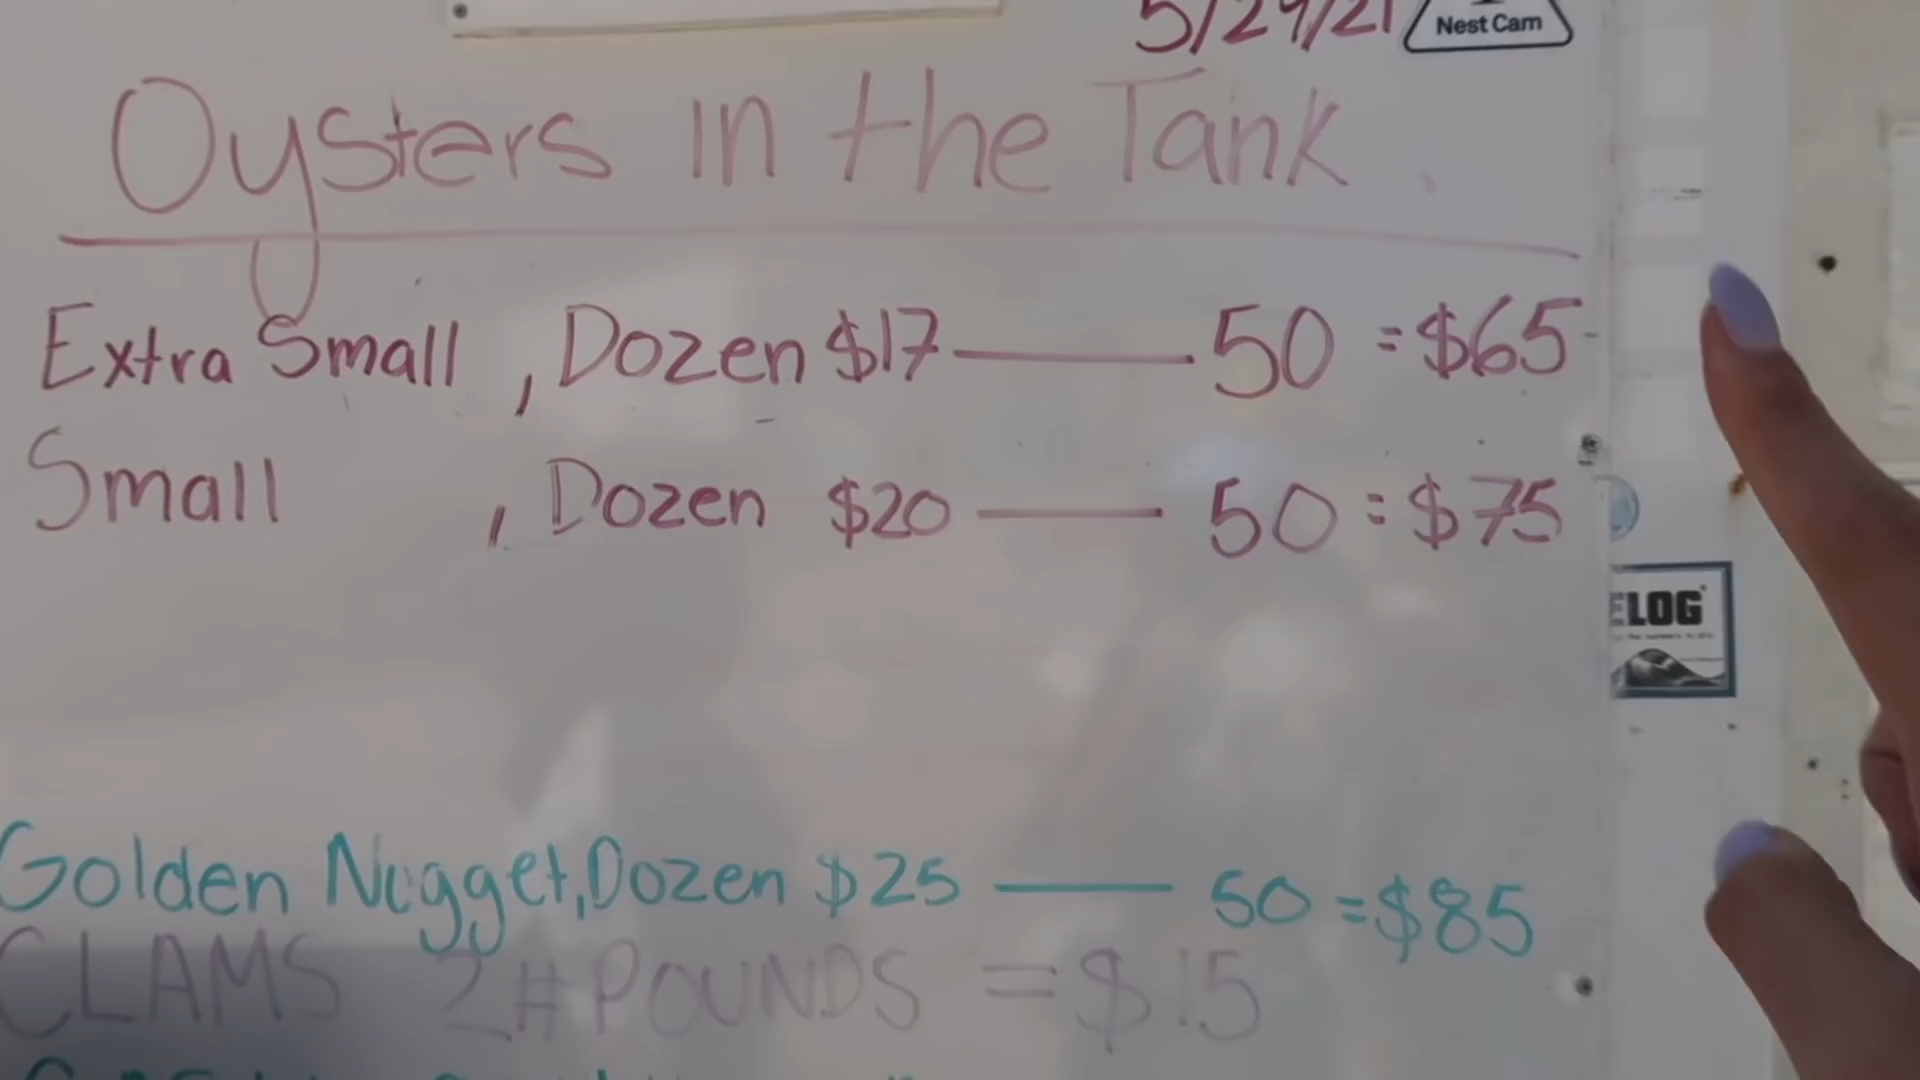 5/29/21
Nest Cam
Oysters in the Tank
Extra Small , Dozen $17 — 50 = $65
Small , Dozen $20 — 50 = $75
ELOG
Golden Nugget, Dozen $25 — 50 = $85
CLAMS 2# POUNDS = $15